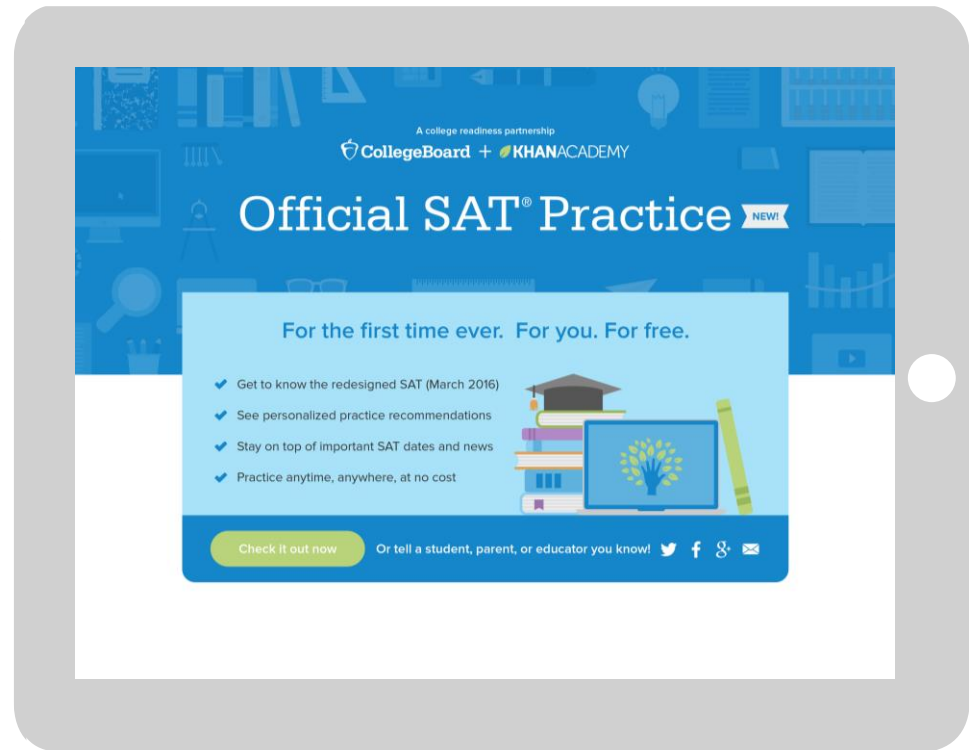 A college readiness partnership
CollegeBoard + KHANACADEMY
Official SAT® Practice NEW!
For the first time ever.  For you. For free.
Get to know the redesigned SAT (March 2016)
See personalized practice recommendations
Stay on top of important SAT dates and news
Practice anytime, anywhere, at no cost
Check it out now
Or tell a student, parent, or educator you know!